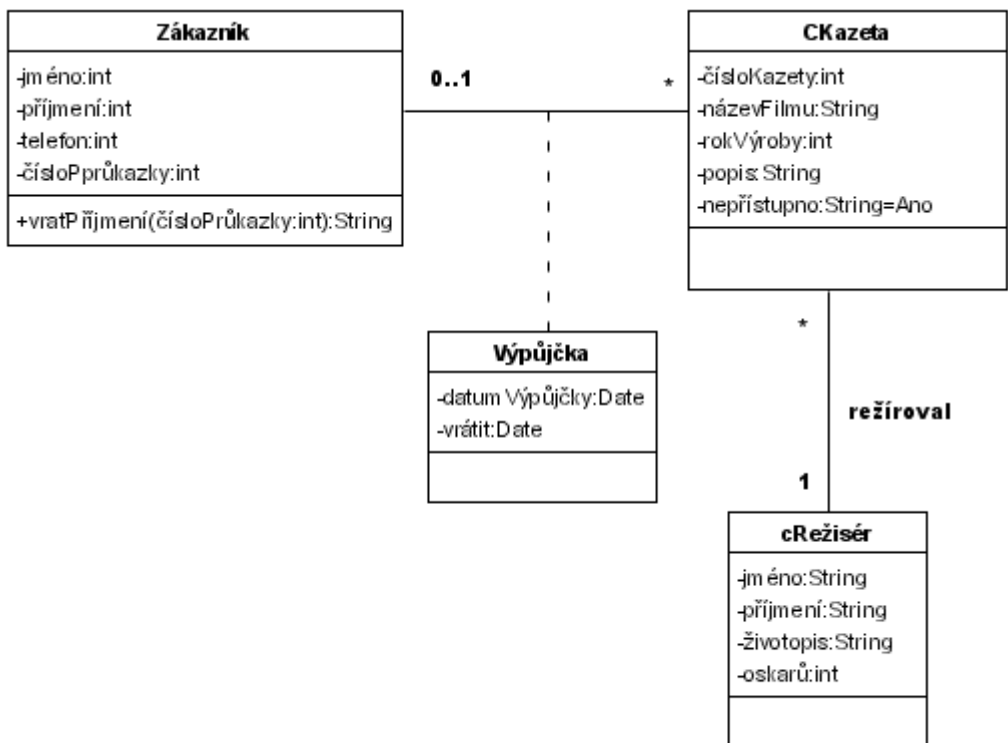 Zákazník
-jméno:int
-příjmení:int
-telefon:int
-čísloPprůkazky:int
+vratPříjmení(čísloPrůkazky:int):String
0..1
*
CKazeta
-čísloKazety:int
-názevFilmu:String
-rokVýroby:int
-popis:String
-nepřístupno:String=Ano
Výpůjčka
-datumVýpůjčky:Date
-vrátit:Date
*
režíroval
1
cRežisér
-jméno:String
-příjmení:String
-životopis:String
-oskarů:int